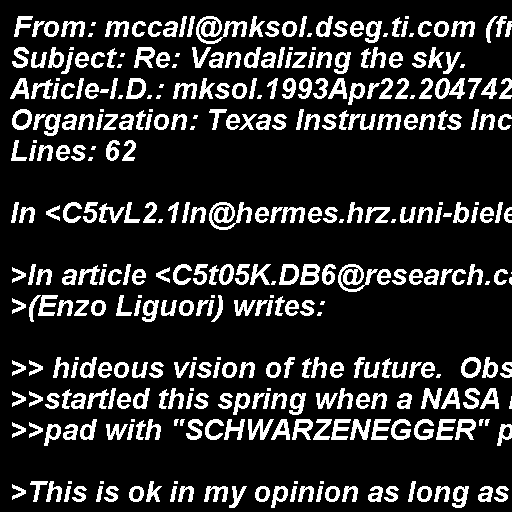 From: mccall@mksol.dseg.ti.com (fr
Subject: Re: Vandalizing the sky.
Article-I.D.: mksol.1993Apr22.204742
Organization: Texas Instruments Inc
Lines: 62
In <C5tvL2.1In@hermes.hrz.uni-biele
>In article <C5t05K.DB6@research.ca
>(Enzo Liguori) writes:
>> hideous vision of the future.  Obs
>>startled this spring when a NASA
>>pad with "SCHWARZENEGGER" p
>This is ok in my opinion as long as